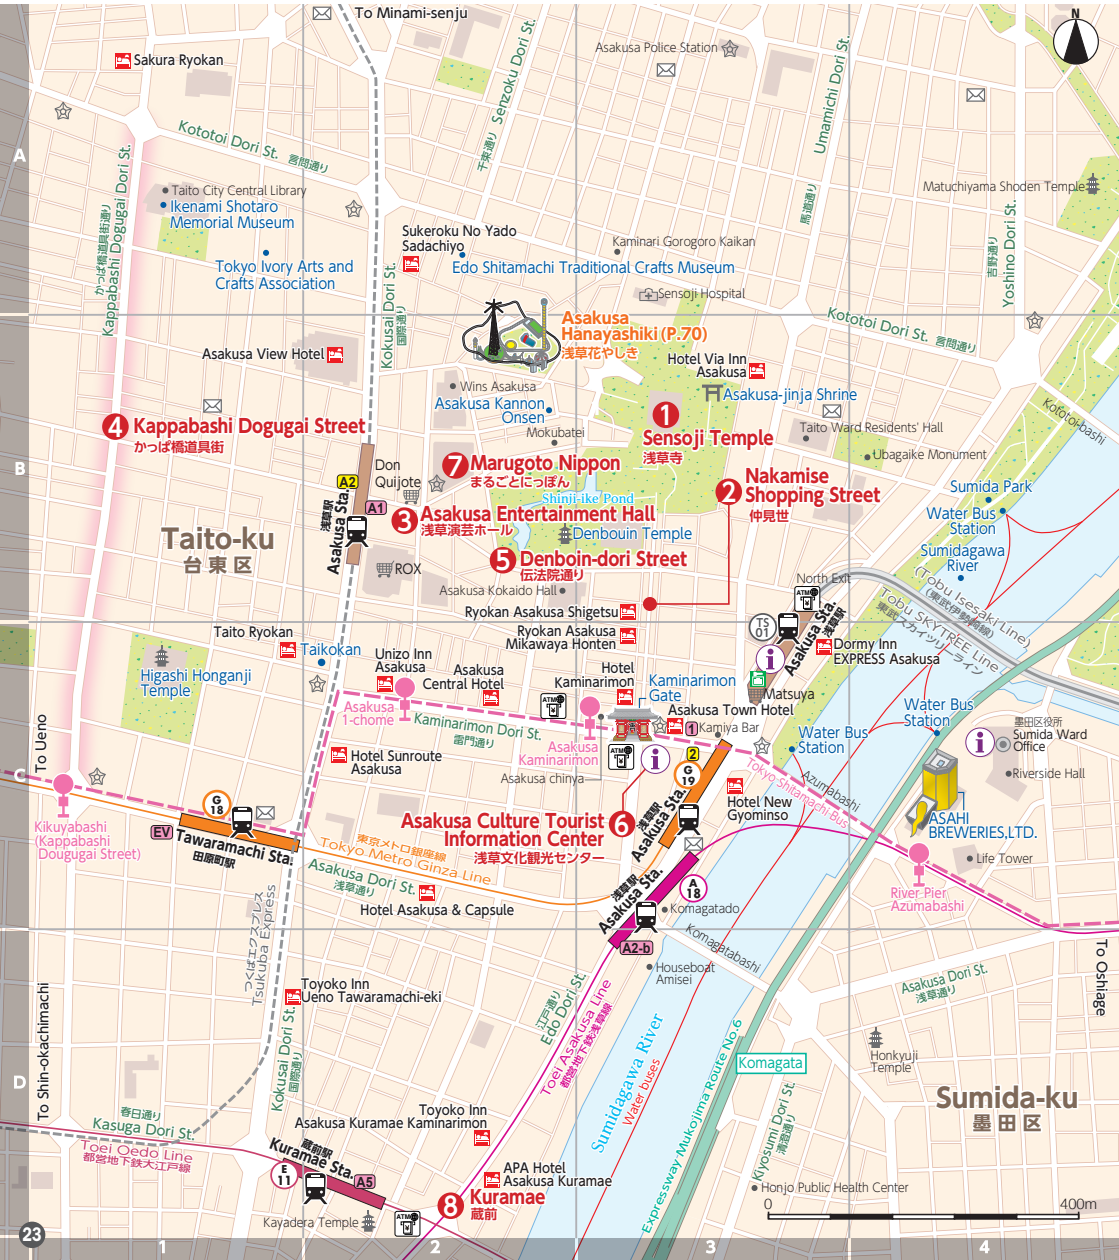 To Minami-senju
N
Sakura Ryokan
Asakusa Police Station
Senzoku Dori St.
千束通り
Umamichi Dori St.
馬道通り
Kototoi Dori St. 言問通り
A
Taito City Central Library
Ikenami Shotaro
Memorial Museum
かっぱ橋道具街通り
Kappabashi Dogugai Dori St.
Matuchiyama Shoden Temple
Yoshino Dori St.
吉野通り
Sukeroku No Yado
Sadachiyo
Kaminari Gorogoro Kaikan
Tokyo Ivory Arts and
Crafts Association
Edo Shitamachi Traditional Crafts Museum
Kokusai Dori St.
国際通り
Sensoji Hospital
Asakusa
Hanayashiki (P.70)
浅草花やしき
Kototoi Dori St. 言問通り
Asakusa View Hotel
Hotel Via Inn
Asakusa
Wins Asakusa
Asakusa-jinja Shrine
Asakusa Kannon
Onsen
Kototoi-bashi
1
Sensoji Temple
浅草寺
4
Kappabashi Dogugai Street
かっぱ橋道具街
Mokubatei
Taito Ward Residents' Hall
Ubagaike Monument
B
Don
Quijote
7
Marugoto Nippon
まるごとにっぽん
2
Nakamise
Shopping Street
仲見世
Sumida Park
A2
A1
浅草駅
Asakusa Sta.
Shinji-ike Pond
3
Asakusa Entertainment Hall
浅草演芸ホール
Water Bus
Station
Taito-ku
台東区
Denbouin Temple
5
Denboin-dori Street
伝法院通り
Sumidagawa
River
ROX
Asakusa Kokaido Hall
North Exit
ATM
(Tobu Isesaki Line)
(東武伊勢崎線)
Tobu SKYTREE Line
東武スカイツリーライン
Ryokan Asakusa Shigetsu
TS
01
Asakusa Sta.
浅草駅
Taito Ryokan
Ryokan Asakusa
Mikawaya Honten
Taikokan
Dormy Inn
EXPRESS Asakusa
Unizo Inn
Asakusa
Asakusa
Central Hotel
Hotel
Kaminarimon
Kaminarimon
Gate
Higashi Honganji
Temple
Matsuya
ATM
Asakusa
1-chome
Kaminarimon Dori St.
雷門通り
Asakusa Town Hotel
Water Bus
Station
To Ueno
1
Kamiya Bar
Water Bus
Station
墨田区役所
Sumida Ward
Office
Asakusa
Kaminarimon
Hotel Sunroute
Asakusa
ATM
2
G
19
Tokyo Shitamachi Bus
Azumabashi
C
Asakusa chinya
Riverside Hall
G
18
Hotel New
Gyominso
6
Asakusa Culture Tourist
Information Center
浅草文化観光センター
浅草駅
Asakusa Sta.
ASAHI
BREWERIES,LTD.
Kikuyabashi
(Kappabashi
Dougugai Street)
EV
Tawaramachi Sta.
田原町駅
東京メトロ銀座線
Tokyo Metro Ginza Line
Life Tower
Asakusa Dori St.
浅草通り
浅草駅
Asakusa Sta.
A
18
River Pier
Azumabashi
Hotel Asakusa & Capsule
Komagatado
つくばエクスプレス
Tsukuba Express
A2-b
Komagatabashi
To Oshiage
Houseboat
Amisei
Asakusa Dori St.
浅草通り
To Shin-okachimachi
Toyoko Inn
Ueno Tawaramachi-eki
江戸通り
Edo Dori St.
Toei Asakusa Line
都営地下鉄浅草線
Sumidagawa River
Water buses
Expressway Mukojima Route No.6
Honkyuji
Temple
Komagata
D
Kokusai Dori St.
国際通り
Sumida-ku
墨田区
春日通り
Kasuga Dori St.
Toyoko Inn
Asakusa Kuramae Kaminarimon
Kiyosumi Dori St.
清澄通り
Toei Oedo Line
都営地下鉄大江戸線
蔵前駅
Kuramae Sta.
E
11
A5
APA Hotel
Asakusa Kuramae
Honjo Public Health Center
8
Kuramae
蔵前
0
400m
Kayadera Temple
ATM
23
1
2
3
4